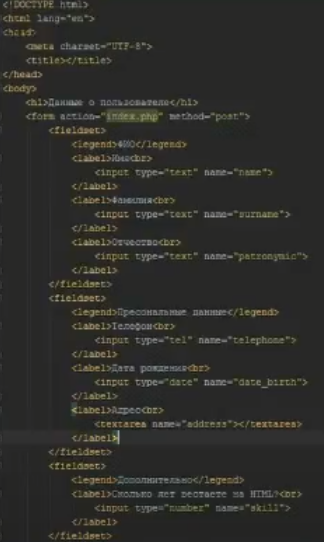 <!DOCTYPE html>
<html lang="en">
<head>
<meta charset="UTF-8">
<title></title>
</head>
<body>
<h1>Данные о пользователе</h1>
<form action="index.php" method="post">
<fieldset>
<legend>ФИО</legend>
<label>Имя<br>
<input type="text" name="name">
</label>
<label>Фамилия<br>
<input type="text" name="surname">
</label>
<label>Отчество<br>
<input type="text" name="patronymic">
</label>
</fieldset>
<fieldset>
<legend>Пресональные данные</legend>
<label>Телефон<br>
<input type="tel" name="telephone">
</label>
<label>Дата рождения<br>
<input type="date" name="date_birth">
</label>
<label>Адрес<br>
<textarea name="address"></textarea>
</label>
</fieldset>
<fieldset>
<legend>Дополнительно</legend>
<label>Сколько лет верстаете на HTML?<br>
<input type="number" name="skill">
</label>
</fieldset>